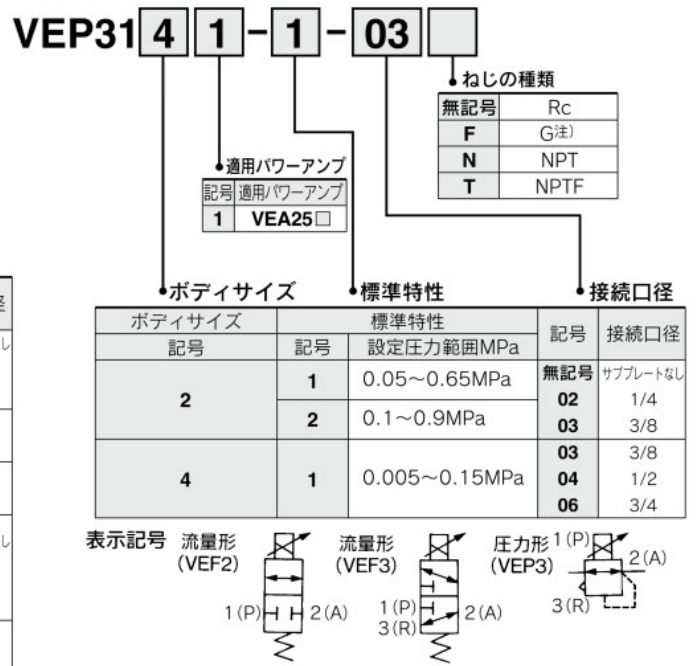 VEP31 4 1 - 1 - 03
ねじの種類
無記号 Rc
F G注)
N NPT
T NPTF
適用パワーアンプ
記号 適用パワーアンプ
1 VEA25□
ボディサイズ 標準特性 接続口径
ボディサイズ 標準特性 記号 接続口径
記号 記号 設定圧力範囲MPa
2 1 0.05~0.65MPa 無記号 サブプレートなし
2 0.1~0.9MPa 02 1/4
03 3/8
4 1 0.005~0.15MPa 03 3/8
04 1/2
06 3/4
表示記号 流量形 流量形 圧力形 1(P)
(VEF2) (VEF3) (VEP3) 2(A)
1(P) 2(A) 1(P) 2(A) 3(R)
3(R)